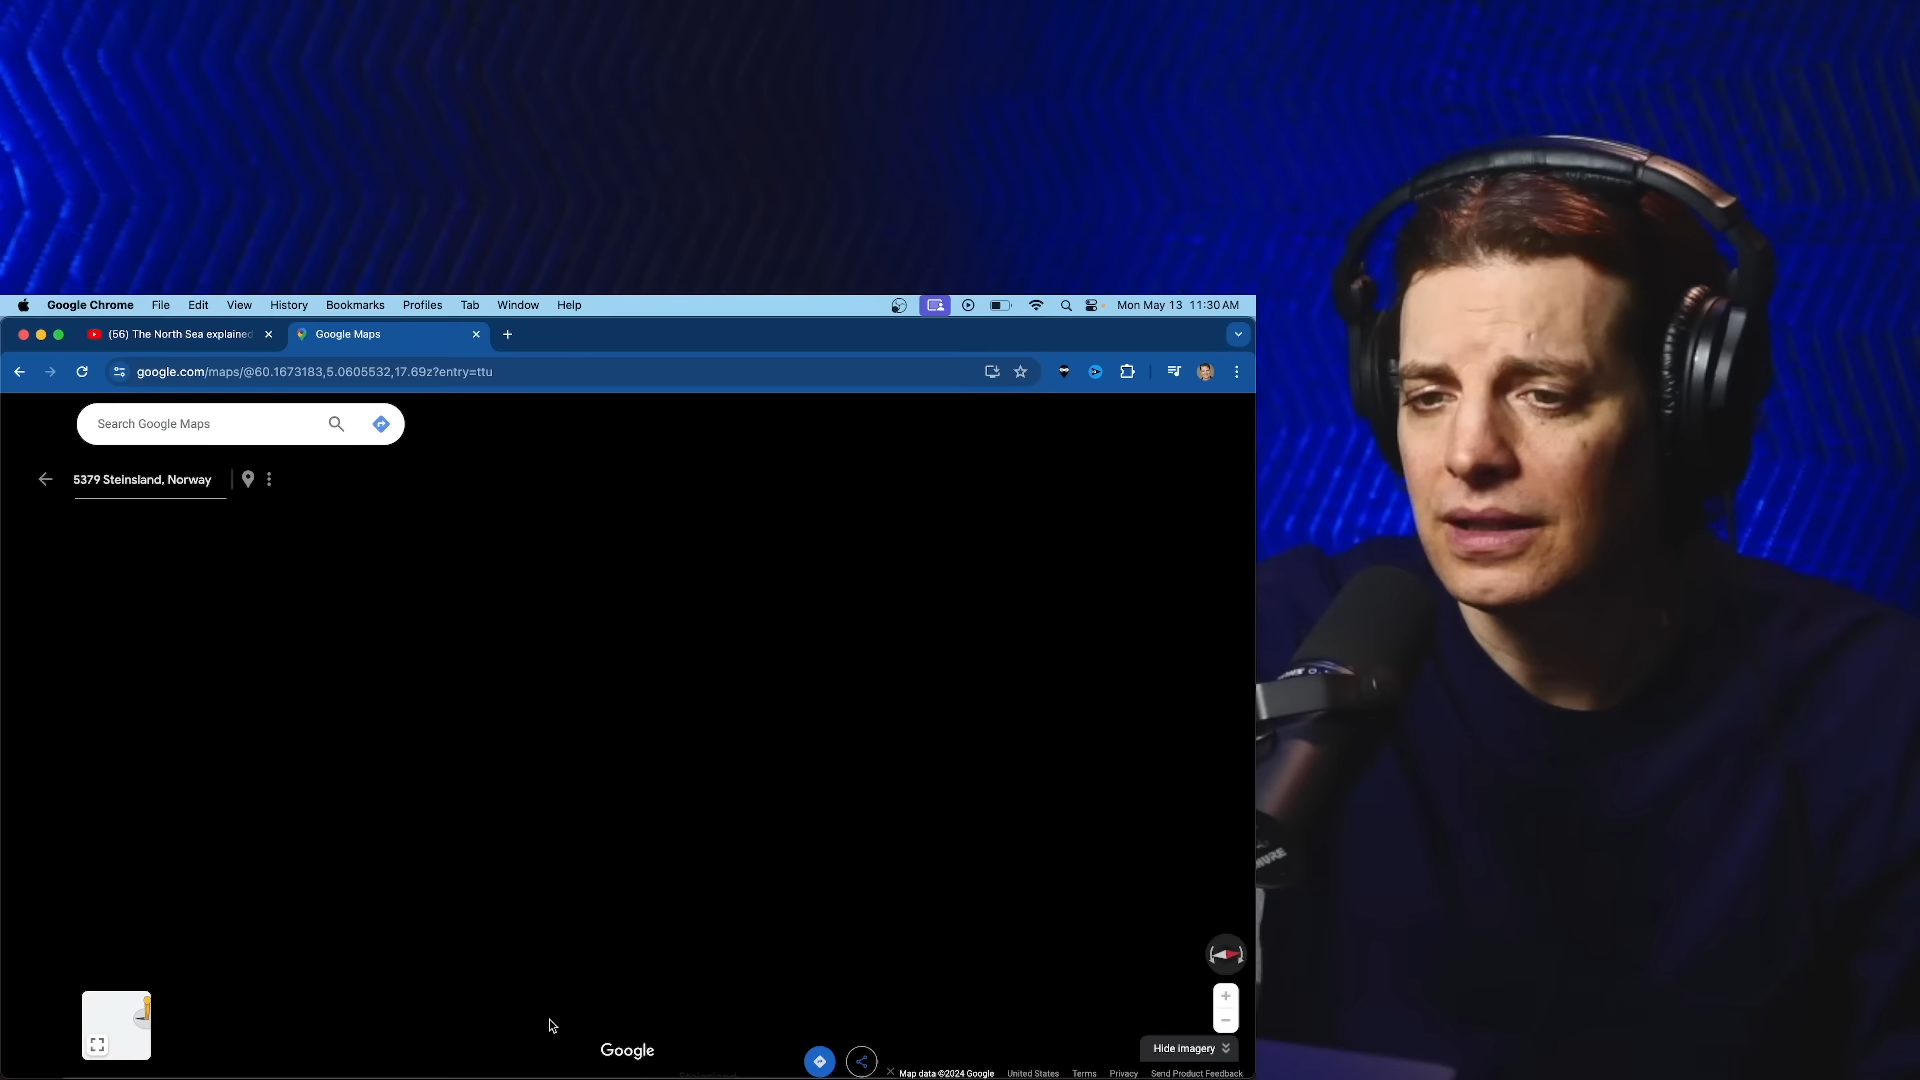 Google Chrome File Edit View History Bookmarks Profiles Tab Window Help Mon May 13 11:30 AM
(56) The North Sea explained
Google Maps
google.com/maps/@60.1673183,5.0605532,17.69z?entry=ttu
Search Google Maps
5379 Steinsland, Norway
Hide imagery
Google
Map data ©2024 Google United States Terms Privacy Send Product Feedback